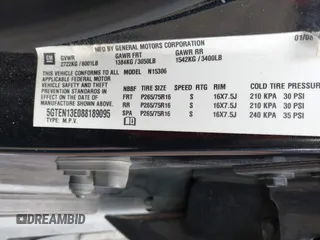 MFD BY GENERAL MOTORS CORPORATION 01/08
GM GVWR GAWR FRT GAWR RR
2722KG / 6001LB 1384KG / 3050LB 1542KG / 3400LB
THIS VEHICLE CONFORMS TO ALL APPLICABLE U.S. FEDERAL MOTOR VEHICLE SAFETY AND THEFT PREVENTION STANDARDS IN EFFECT ON THE DATE OF MANUFACTURE SHOWN ABOVE.
MODEL: N15306
NBBF TIRE SIZE SPEED RTG RIM COLD TIRE PRESSURE
FRT P265/75R16 S 16X7.5J 210 KPA 30 PSI
RR P265/75R16 S 16X7.5J 210 KPA 30 PSI
SPA P265/75R16 S 16X7.5J 240 KPA 35 PSI
5GTEN13E088189095
TYPE: M.P.V.
DREAMBID